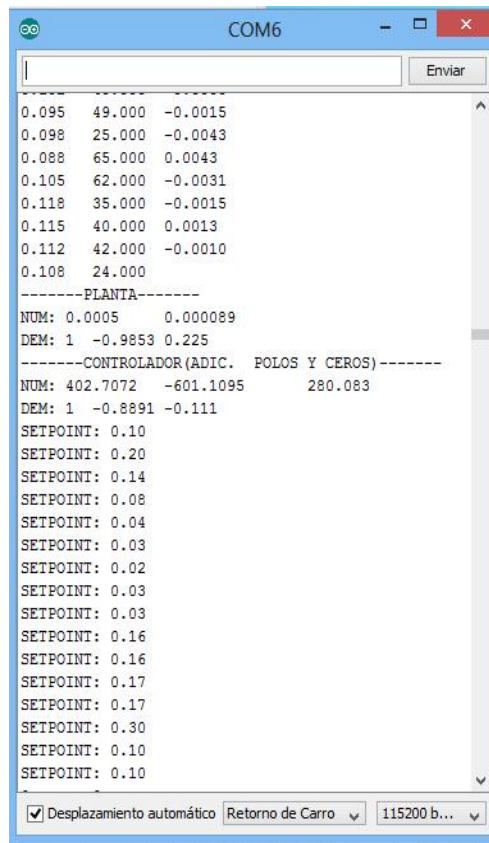 COM6
Enviar
0.095 49.000 -0.0015
0.098 25.000 -0.0043
0.088 65.000 0.0043
0.105 62.000 -0.0031
0.118 35.000 -0.0015
0.115 40.000 0.0013
0.112 42.000 -0.0010
0.108 24.000
-------PLANTA-------
NUM: 0.0005 0.000089
DEM: 1 -0.9853 0.225
-------CONTROLADOR(ADIC. POLOS Y CEROS)-------
NUM: 402.7072 -601.1095 280.083
DEM: 1 -0.8891 -0.111
SETPOINT: 0.10
SETPOINT: 0.20
SETPOINT: 0.14
SETPOINT: 0.08
SETPOINT: 0.04
SETPOINT: 0.03
SETPOINT: 0.02
SETPOINT: 0.03
SETPOINT: 0.03
SETPOINT: 0.16
SETPOINT: 0.16
SETPOINT: 0.17
SETPOINT: 0.17
SETPOINT: 0.30
SETPOINT: 0.10
SETPOINT: 0.10
Desplazamiento automático Retorno de Carro 115200 b...